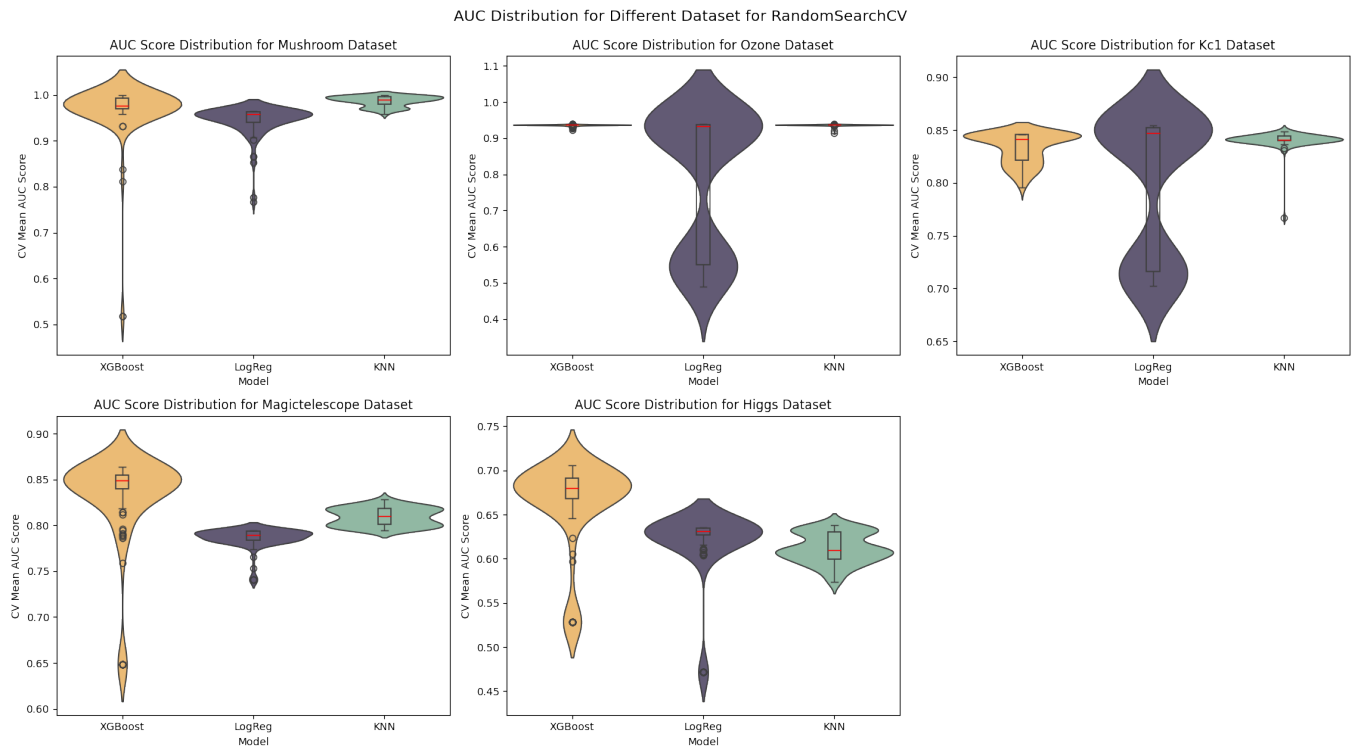 AUC Distribution for Different Dataset for RandomSearchCV
AUC Score Distribution for Mushroom Dataset
CV Mean AUC Score
1.0
0.9
0.8
0.7
0.6
0.5
XGBoost
LogReg
KNN
Model
AUC Score Distribution for Ozone Dataset
CV Mean AUC Score
1.1
1.0
0.9
0.8
0.7
0.6
0.5
0.4
XGBoost
LogReg
KNN
Model
AUC Score Distribution for Kc1 Dataset
CV Mean AUC Score
0.90
0.85
0.80
0.75
0.70
0.65
XGBoost
LogReg
KNN
Model
AUC Score Distribution for Magictelescope Dataset
CV Mean AUC Score
0.90
0.85
0.80
0.75
0.70
0.65
0.60
XGBoost
LogReg
KNN
Model
AUC Score Distribution for Higgs Dataset
CV Mean AUC Score
0.75
0.70
0.65
0.60
0.55
0.50
0.45
XGBoost
LogReg
KNN
Model